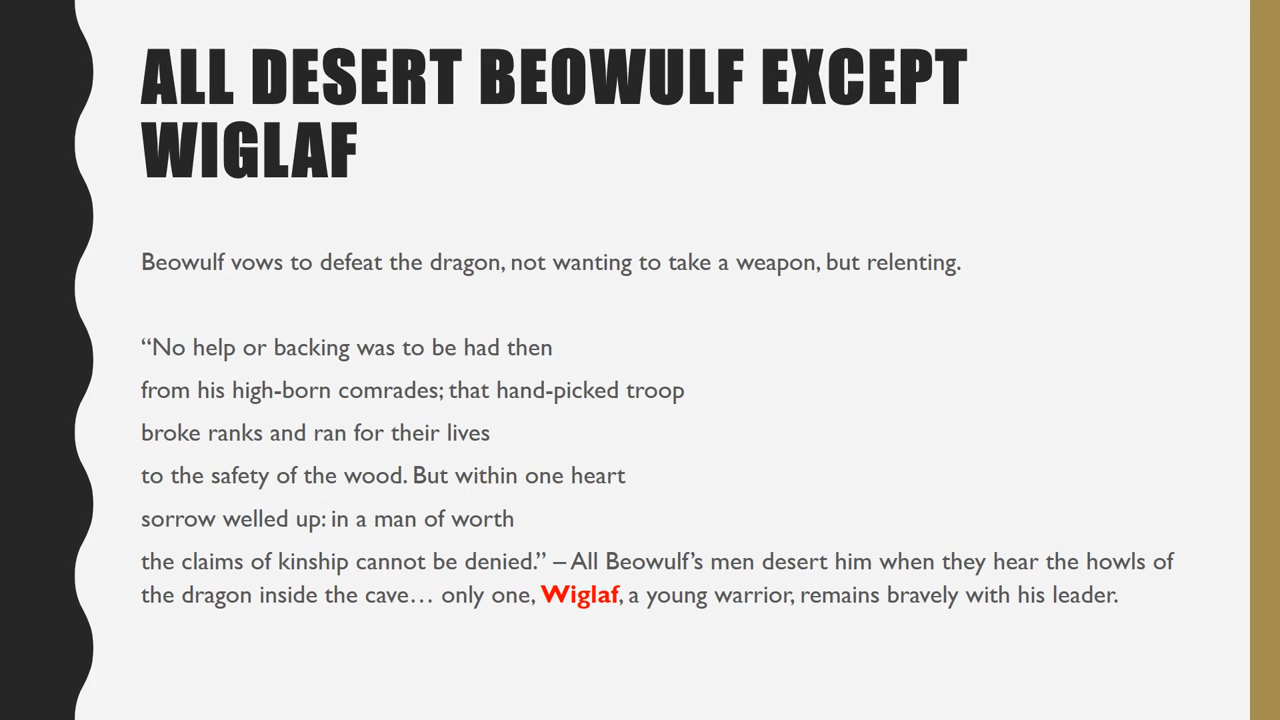 ALL DESERT BEOWULF EXCEPT
WIGLAF
Beowulf vows to defeat the dragon, not wanting to take a weapon, but relenting.
“No help or backing was to be had then
from his high-born comrades; that hand-picked troop
broke ranks and ran for their lives
to the safety of the wood. But within one heart
sorrow welled up: in a man of worth
the claims of kinship cannot be denied.” – All Beowulf’s men desert him when they hear the howls of
the dragon inside the cave… only one, Wiglaf, a young warrior, remains bravely with his leader.